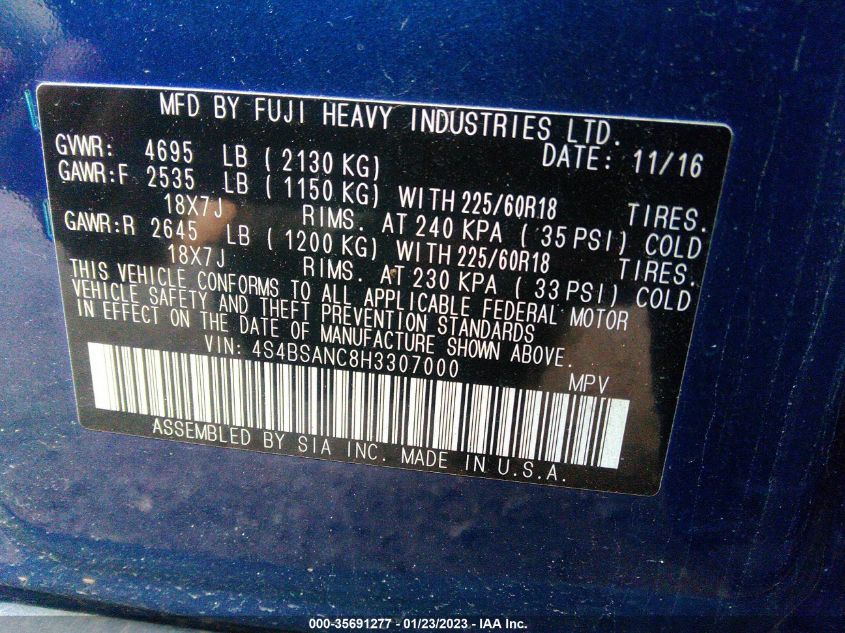 MFD BY FUJI HEAVY INDUSTRIES LTD.
GVWR: 4695 LB ( 2130 KG) DATE: 11/16
GAWR:F 2535 LB ( 1150 KG) WITH 225/60R18 TIRES.
18X7J RIMS. AT 240 KPA ( 35 PSI) COLD
GAWR:R 2645 LB ( 1200 KG) WITH 225/60R18 TIRES.
18X7J RIMS. AT 230 KPA ( 33 PSI) COLD
THIS VEHICLE CONFORMS TO ALL APPLICABLE FEDERAL MOTOR
VEHICLE SAFETY AND THEFT PREVENTION STANDARDS
IN EFFECT ON THE DATE OF MANUFACTURE SHOWN ABOVE.
VIN: 4S4BSANC8H3307000 MPV
ASSEMBLED BY SIA INC. MADE IN U.S.A.
000-35691277 - 01/23/2023 - IAA Inc.